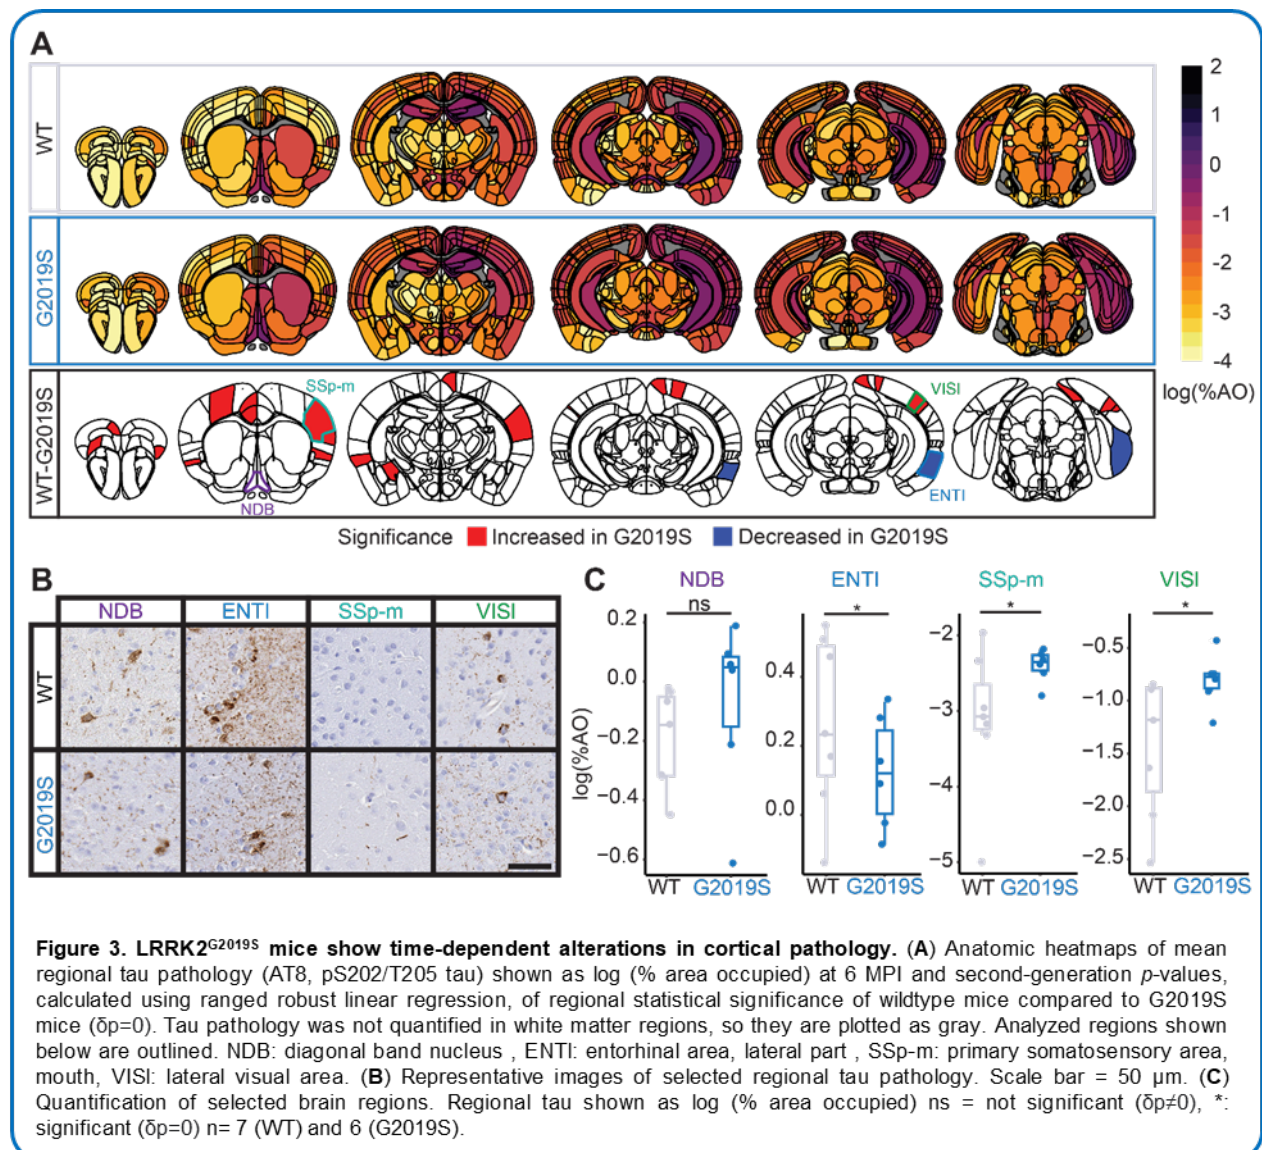 A
WT
G2019S
WT-G2019S
2
1
0
-1
-2
-3
-4
log(%AO)
SSp-m
NDB
VISI
ENTI
Significance Increased in G2019S Decreased in G2019S
B
NDB ENTI SSp-m VISI
WT
G2019S
C
NDB ENTI SSp-m VISI
ns * * *
log(%AO)
0.2
0.0
−0.2
−0.4
−0.6
WT G2019S
0.4
0.2
0.0
WT G2019S
−2
−3
−4
−5
WT G2019S
−0.5
−1.0
−1.5
−2.0
−2.5
WT G2019S
Figure 3. LRRK2G2019S mice show time-dependent alterations in cortical pathology. (A) Anatomic heatmaps of mean
regional tau pathology (AT8, pS202/T205 tau) shown as log (% area occupied) at 6 MPI and second-generation p-values,
calculated using ranged robust linear regression, of regional statistical significance of wildtype mice compared to G2019S
mice (δp=0). Tau pathology was not quantified in white matter regions, so they are plotted as gray. Analyzed regions shown
below are outlined. NDB: diagonal band nucleus , ENTI: entorhinal area, lateral part , SSp-m: primary somatosensory area,
mouth, VISI: lateral visual area. (B) Representative images of selected regional tau pathology. Scale bar = 50 µm. (C)
Quantification of selected brain regions. Regional tau shown as log (% area occupied) ns = not significant (δp≠0), *:
significant (δp=0) n= 7 (WT) and 6 (G2019S).